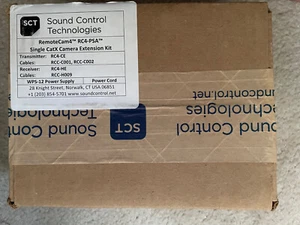 SCT
Sound Control
Technologies
RemoteCam4™ RC4-PSA™
Single CatX Camera Extension Kit
Transmitter: RC4-CE
Cables: RCC-C001, RCC-C002
Receiver: RC4-HE
Cables: RCC-H009
WPS-12 Power Supply Power Cord
28 Knight Street, Norwalk, CT USA 06851
+1 (203) 854-5701 www.soundcontrol.net
Sound Control
Technologies
soundcontrol.net
SCT
Sound Control
Technologies